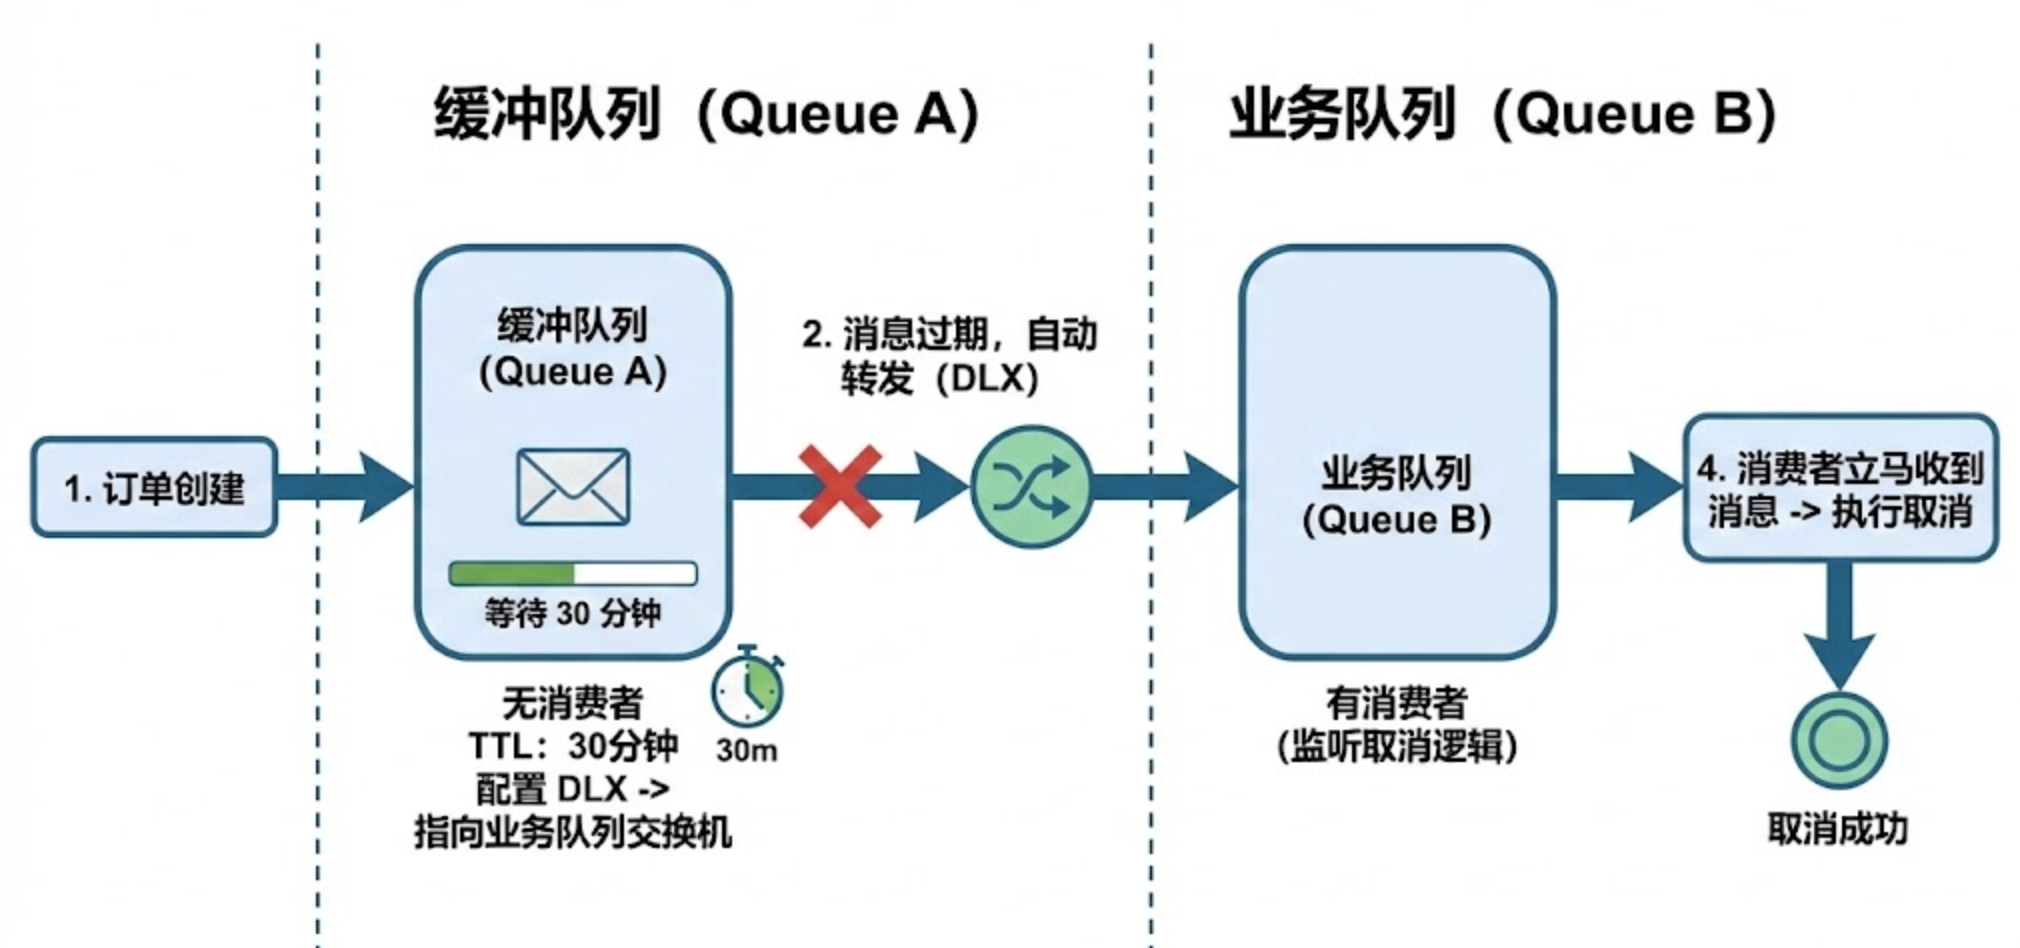 缓冲队列（Queue A）
业务队列（Queue B）
1. 订单创建
缓冲队列
（Queue A）
等待 30 分钟
无消费者
TTL：30分钟
配置 DLX ->
指向业务队列交换机
30m
2. 消息过期，自动
转发（DLX）
业务队列
（Queue B）
有消费者
（监听取消逻辑）
4. 消费者立马收到
消息 -> 执行取消
取消成功